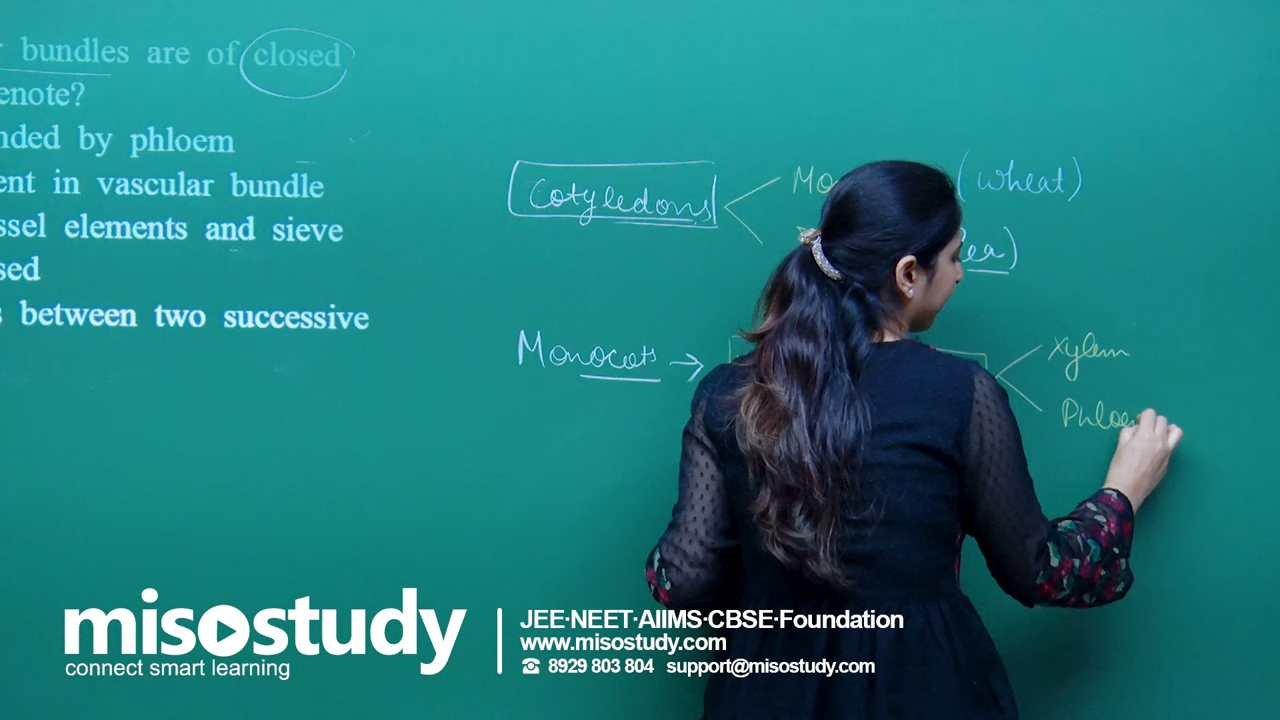 bundles are of closed
enote?
nded by phloem
ent in vascular bundle
ssel elements and sieve
sed
between two successive
Cotyledons
Mo
(wheat)
ea)
Monocots →
Xylem
Phloe
misostudy
connect smart learning
JEE·NEET·AIIMS·CBSE·Foundation
www.misostudy.com
8929 803 804 support@misostudy.com